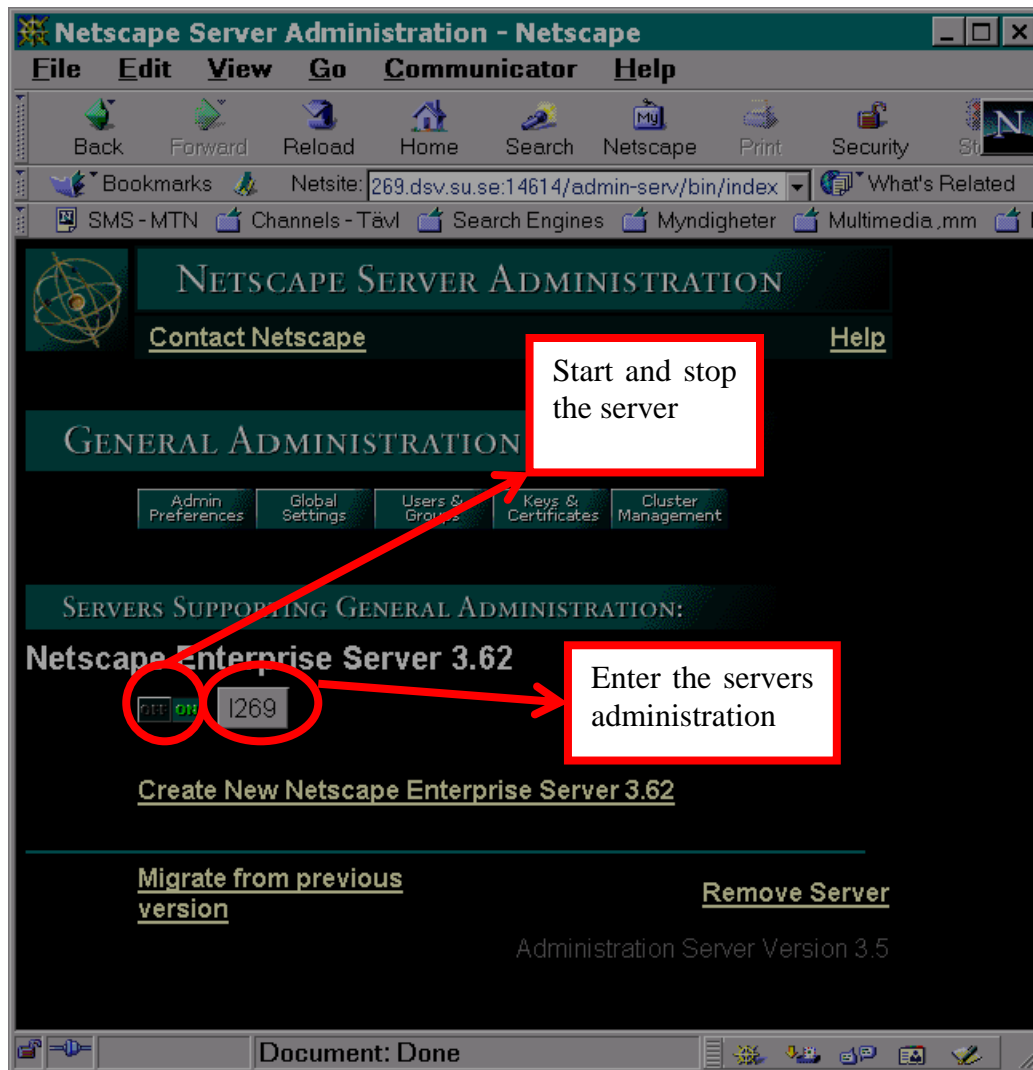 Netscape Server Administration - Netscape
File Edit View Go Communicator Help
Back Forward Reload Home Search Netscape Print Security
My
N
Bookmarks Netsite: 269.dsv.su.se:14614/admin-serv/bin/index What's Related
SMS - MTN Channels - Tävl Search Engines Myndigheter Multimedia ,mm
NETSCAPE SERVER ADMINISTRATION
Contact Netscape Help
Start and stop
the server
GENERAL ADMINISTRATION
Admin Preferences Global Settings Users & Groups Keys & Certificates Cluster Management
SERVERS SUPPORTING GENERAL ADMINISTRATION:
Netscape Enterprise Server 3.62
OFF ON I269
Enter the servers
administration
Create New Netscape Enterprise Server 3.62
Migrate from previous
version
Remove Server
Administration Server Version 3.5
Document: Done